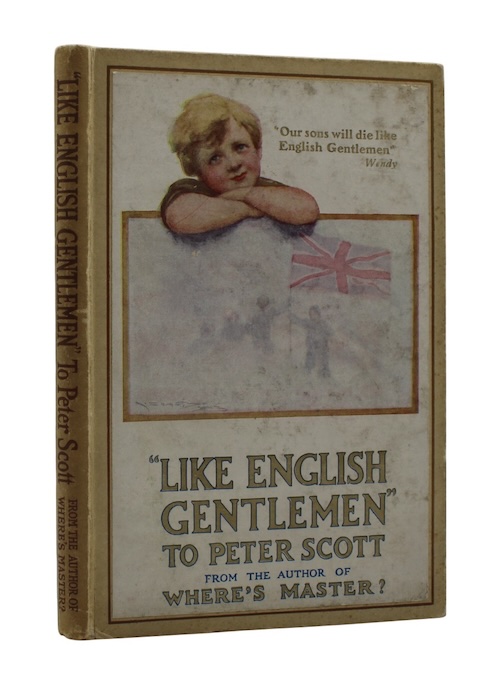 "LIKE ENGLISH GENTLEMEN" To Peter Scott
FROM THE AUTHOR OF
WHERE'S MASTER?
"Our sons will die like
English Gentlemen"
Wendy
"LIKE ENGLISH
GENTLEMEN"
TO PETER SCOTT
FROM THE AUTHOR OF
WHERE'S MASTER?